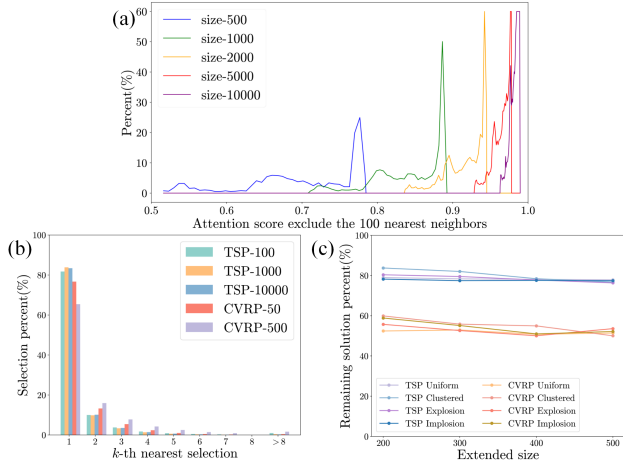 (a)
60
50
40
30
20
10
0
Percent(%)
size-500
size-1000
size-2000
size-5000
size-10000
0.5 0.6 0.7 0.8 0.9 1.0
Attention score exclude the 100 nearest neighbors
(b)
80
60
40
20
0
Selection percent(%)
TSP-100
TSP-1000
TSP-10000
CVRP-50
CVRP-500
1 2 3 4 5 6 7 8 >8
k-th nearest selection
(c)
100
80
60
40
20
0
Remaining solution percent(%)
TSP Uniform CVRP Uniform
TSP Clustered CVRP Clustered
TSP Explosion CVRP Explosion
TSP Implosion CVRP Implosion
200 300 400 500
Extended size